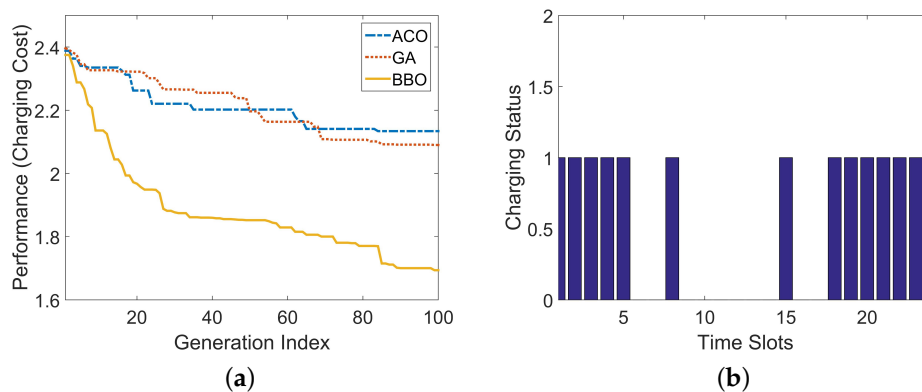 Performance (Charging Cost)
2.4
2.2
2
1.8
1.6
20
40
60
80
100
Generation Index
ACO
GA
BBO
(a)
Charging Status
2
1.5
1
0.5
0
5
10
15
20
Time Slots
(b)